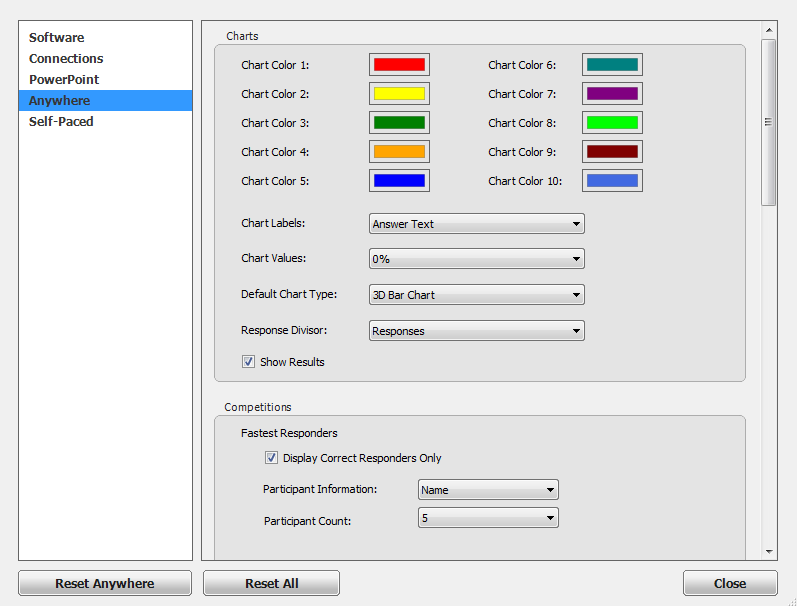 Software
Connections
PowerPoint
Anywhere
Self-Paced
Charts
Chart Color 1:
Chart Color 6:
Chart Color 2:
Chart Color 7:
Chart Color 3:
Chart Color 8:
Chart Color 4:
Chart Color 9:
Chart Color 5:
Chart Color 10:
Chart Labels:
Answer Text
Chart Values:
0%
Default Chart Type:
3D Bar Chart
Response Divisor:
Responses
Show Results
Competitions
Fastest Responders
Display Correct Responders Only
Participant Information:
Name
Participant Count:
5
Reset Anywhere
Reset All
Close